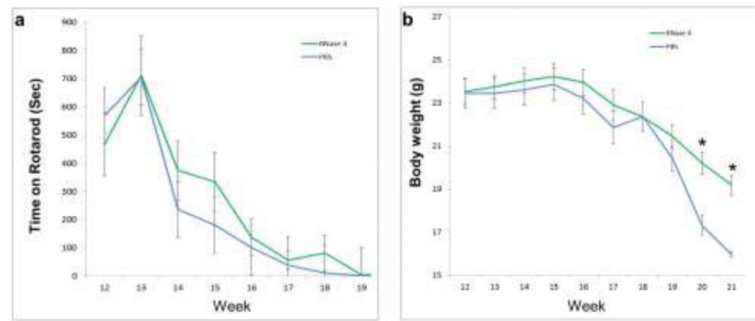 a
RNase 4
PBS
Time on Rotarod (Sec)
900
800
700
600
500
400
300
200
100
0
12 13 14 15 16 17 18 19
Week
b
RNase 4
PBS
Body weight (g)
27
25
23
21
19
17
15
*
*
12 13 14 15 16 17 18 19 20 21
Week